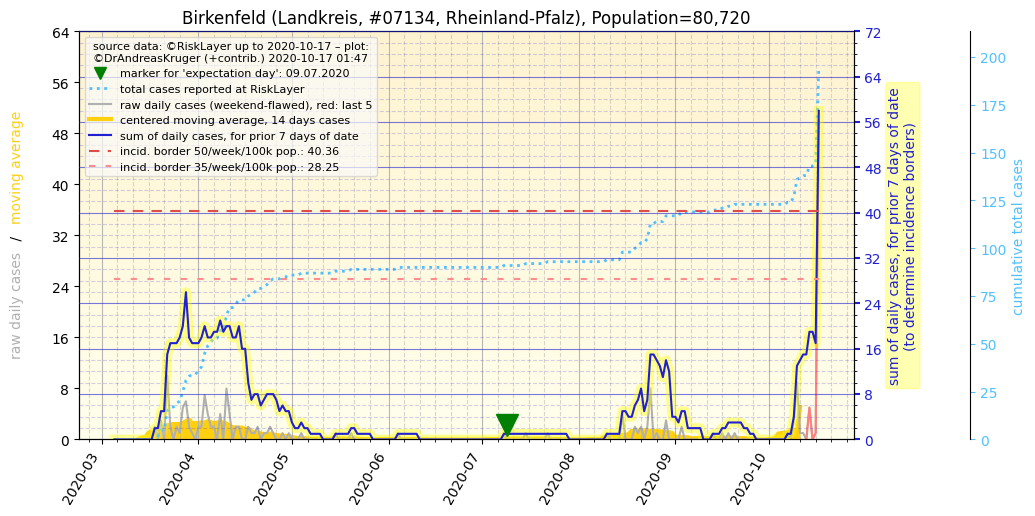 Birkenfeld (Landkreis, #07134, Rheinland-Pfalz), Population=80,720
source data: ©RiskLayer up to 2020-10-17 – plot:
©DrAndreasKruger (+contrib.) 2020-10-17 01:47
marker for 'expectation day': 09.07.2020
total cases reported at RiskLayer
raw daily cases (weekend-flawed), red: last 5
centered moving average, 14 days cases
sum of daily cases, for prior 7 days of date
incid. border 50/week/100k pop.: 40.36
incid. border 35/week/100k pop.: 28.25
raw daily cases / moving average
64
56
48
40
32
24
16
8
0
72
64
56
48
40
32
24
16
8
0
sum of daily cases, for prior 7 days of date
(to determine incidence borders)
200
175
150
125
100
75
50
25
0
cumulative total cases
2020-03
2020-04
2020-05
2020-06
2020-07
2020-08
2020-09
2020-10